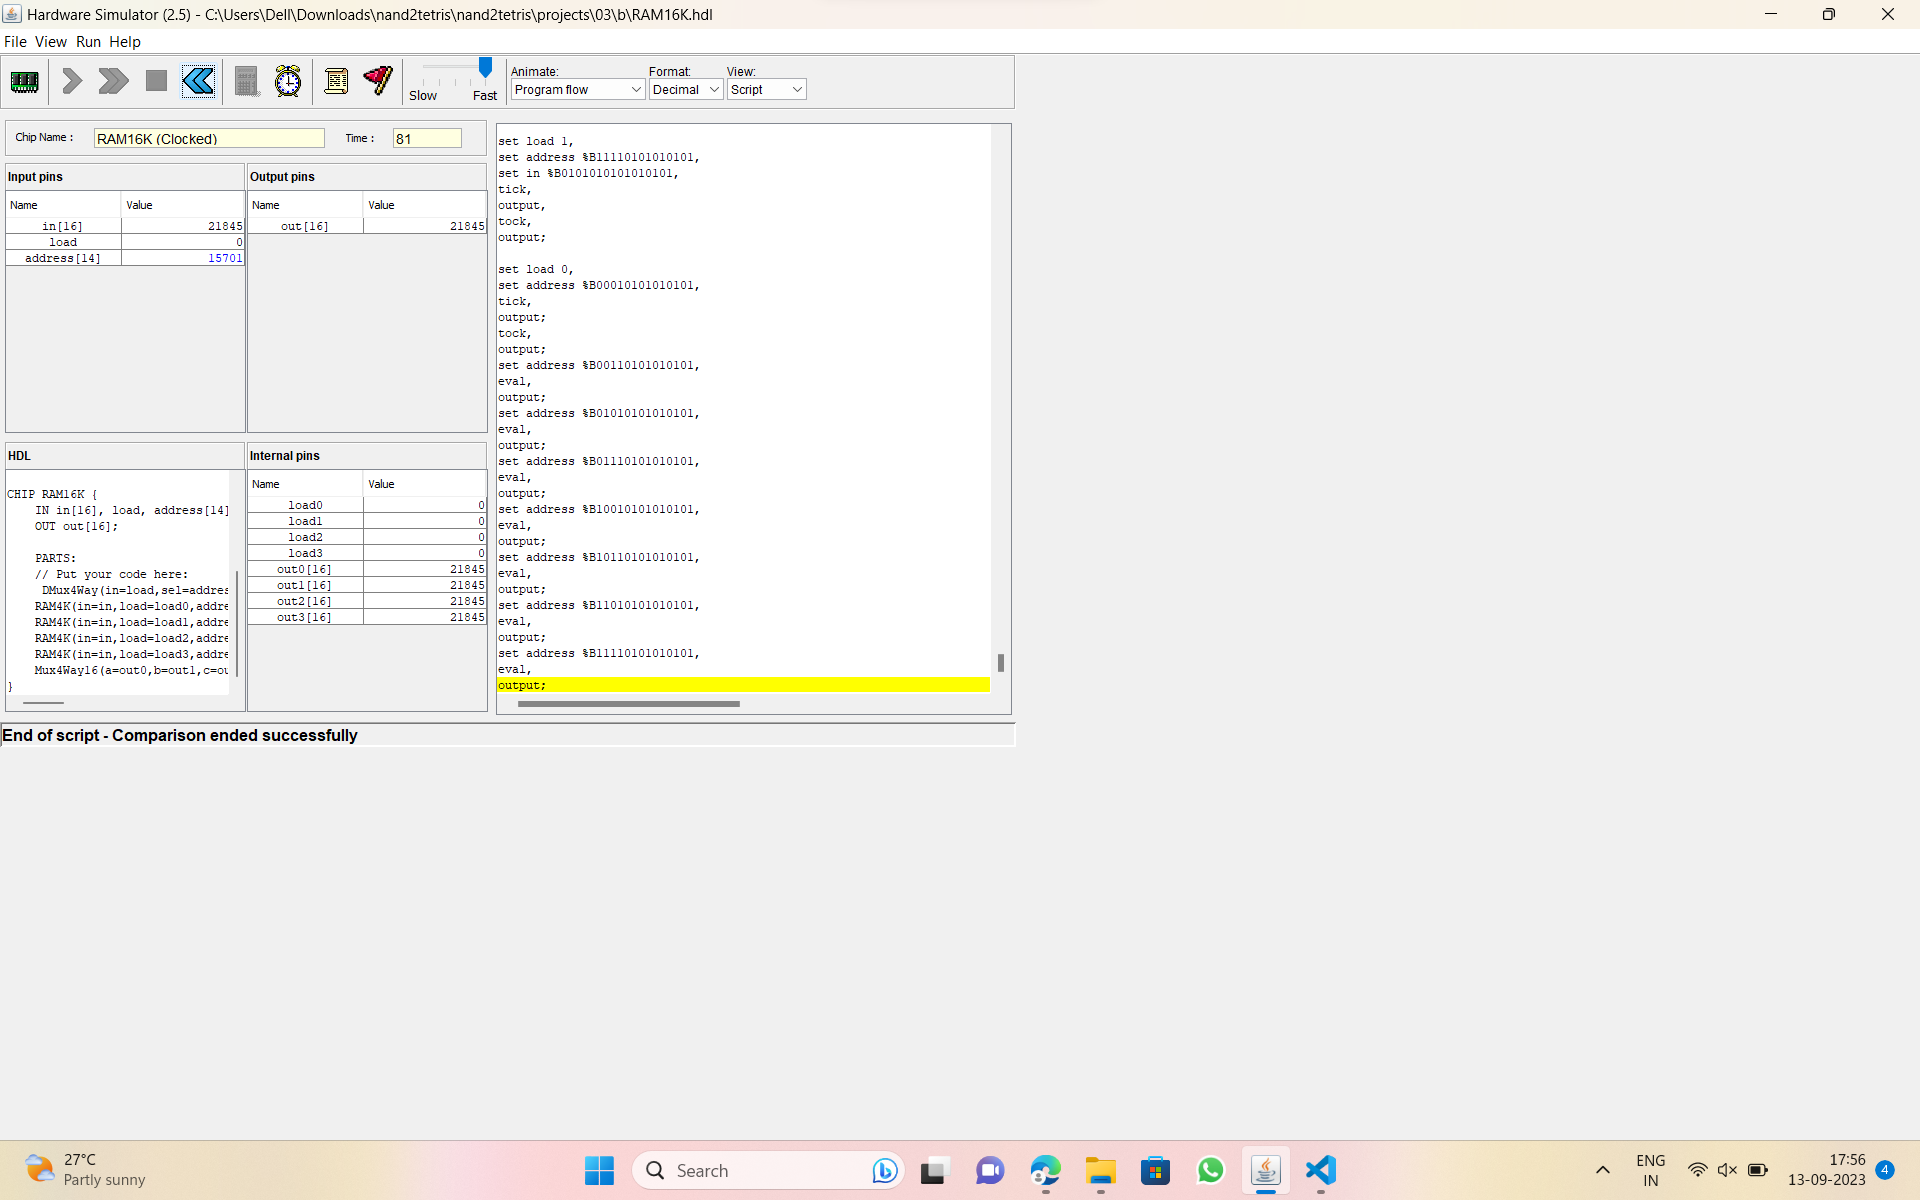 Hardware Simulator (2.5) - C:\Users\Dell\Downloads\nand2tetris\nand2tetris\projects\03\b\RAM16K.hdl
File View Run Help
Slow Fast
Animate: Format: View:
Program flow Decimal Script
Chip Name : RAM16K (Clocked) Time : 81
Input pins
Name Value
in[16] 21845
load 0
address[14] 15701
Output pins
Name Value
out[16] 21845
HDL
CHIP RAM16K {
IN in[16], load, address[14]
OUT out[16];
PARTS:
// Put your code here:
DMux4Way(in=load,sel=addres
RAM4K(in=in,load=load0,addre
RAM4K(in=in,load=load1,addre
RAM4K(in=in,load=load2,addre
RAM4K(in=in,load=load3,addre
Mux4Way16(a=out0,b=out1,c=ou
}
Internal pins
Name Value
load0 0
load1 0
load2 0
load3 0
out0[16] 21845
out1[16] 21845
out2[16] 21845
out3[16] 21845
set load 1,
set address %B11110101010101,
set in %B0101010101010101,
tick,
output,
tock,
output;
set load 0,
set address %B00010101010101,
tick,
output;
tock,
output;
set address %B00110101010101,
eval,
output;
set address %B01010101010101,
eval,
output;
set address %B01110101010101,
eval,
output;
set address %B10010101010101,
eval,
output;
set address %B10110101010101,
eval,
output;
set address %B11010101010101,
eval,
output;
set address %B11110101010101,
eval,
output;
End of script - Comparison ended successfully
27°C
Partly sunny
Search
ENG
IN
17:56
13-09-2023
4